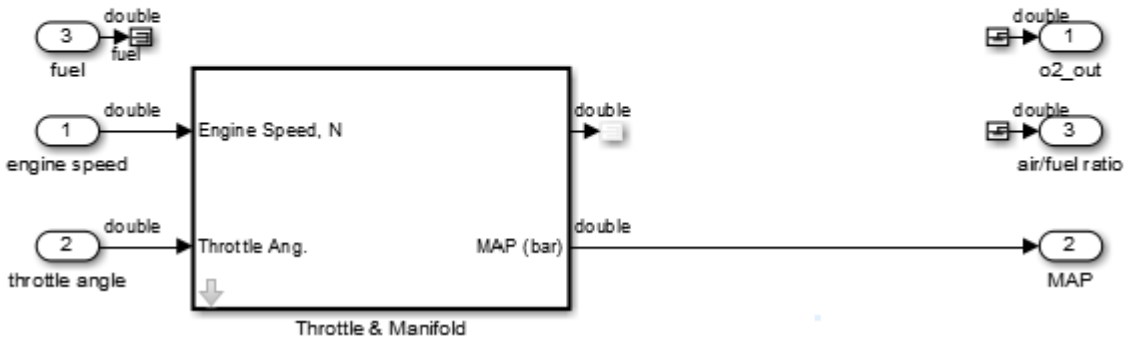 double
3
fuel
fuel
double
1
o2_out
double
1
engine speed
Engine Speed, N
double
double
3
air/fuel ratio
double
2
throttle angle
Throttle Ang.
MAP (bar)
double
2
MAP
Throttle & Manifold